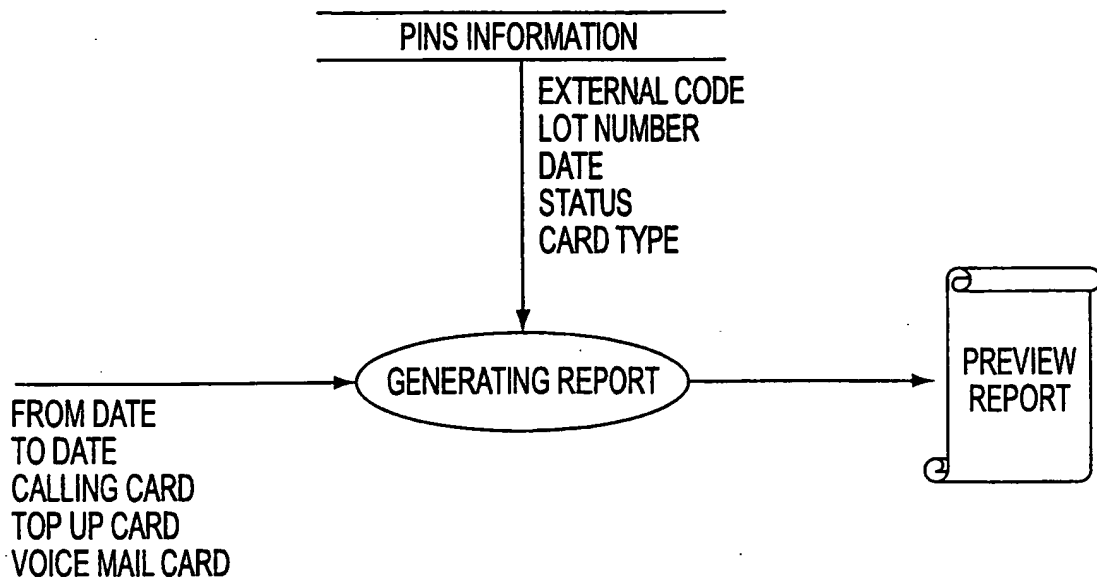 PINS INFORMATION
EXTERNAL CODE
LOT NUMBER
DATE
STATUS
CARD TYPE
GENERATING REPORT
PREVIEW
REPORT
FROM DATE
TO DATE
CALLING CARD
TOP UP CARD
VOICE MAIL CARD